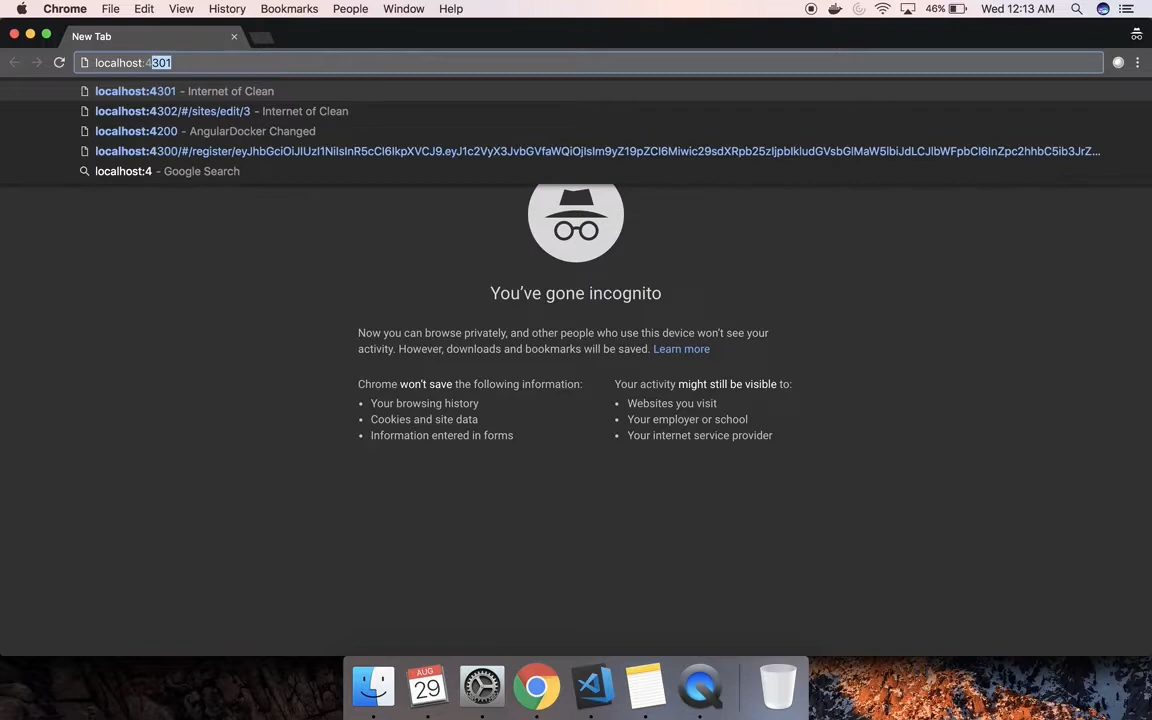 Chrome File Edit View History Bookmarks People Window Help 46% Wed 12:13 AM
New Tab
localhost:4301
localhost:4301 - Internet of Clean
localhost:4302/#/sites/edit/3 - Internet of Clean
localhost:4200 - AngularDocker Changed
localhost:4 - Google Search
You've gone incognito
Now you can browse privately, and other people who use this device won't see your
activity. However, downloads and bookmarks will be saved. Learn more
Chrome won't save the following information:
• Your browsing history
• Cookies and site data
• Information entered in forms
Your activity might still be visible to:
• Websites you visit
• Your employer or school
• Your internet service provider
AUG
29